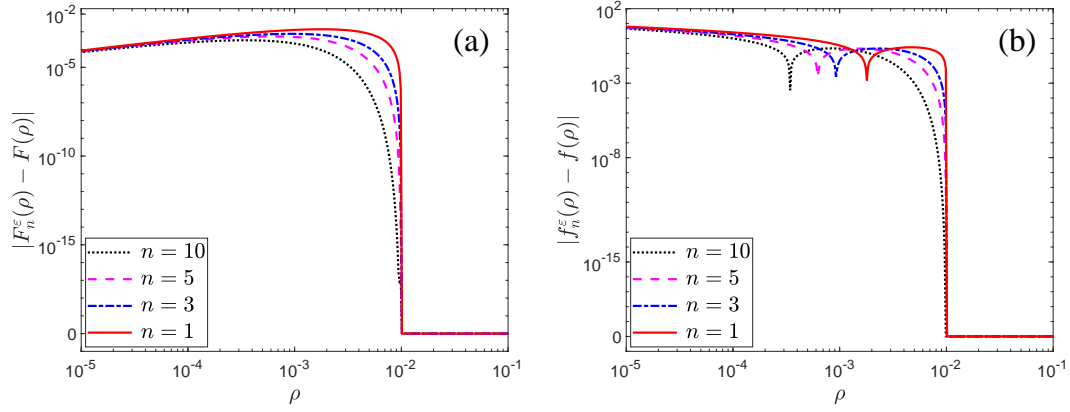 10^-2
10^-5
10^-10
10^-15
0
|F_n^ε(ρ) − F(ρ)|
(a)
n = 10
n = 5
n = 3
n = 1
10^-5
10^-4
10^-3
10^-2
10^-1
ρ
10^2
10^-3
10^-8
10^-15
0
|f_n^ε(ρ) − f(ρ)|
(b)
n = 10
n = 5
n = 3
n = 1
10^-5
10^-4
10^-3
10^-2
10^-1
ρ